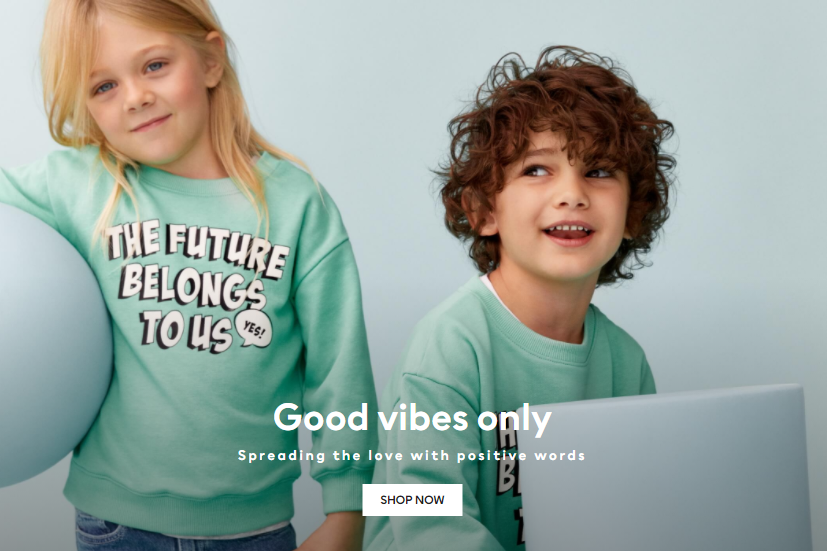 THE FUTURE
BELONGS
TO US
YES!
Good vibes only
Spreading the love with positive words
SHOP NOW